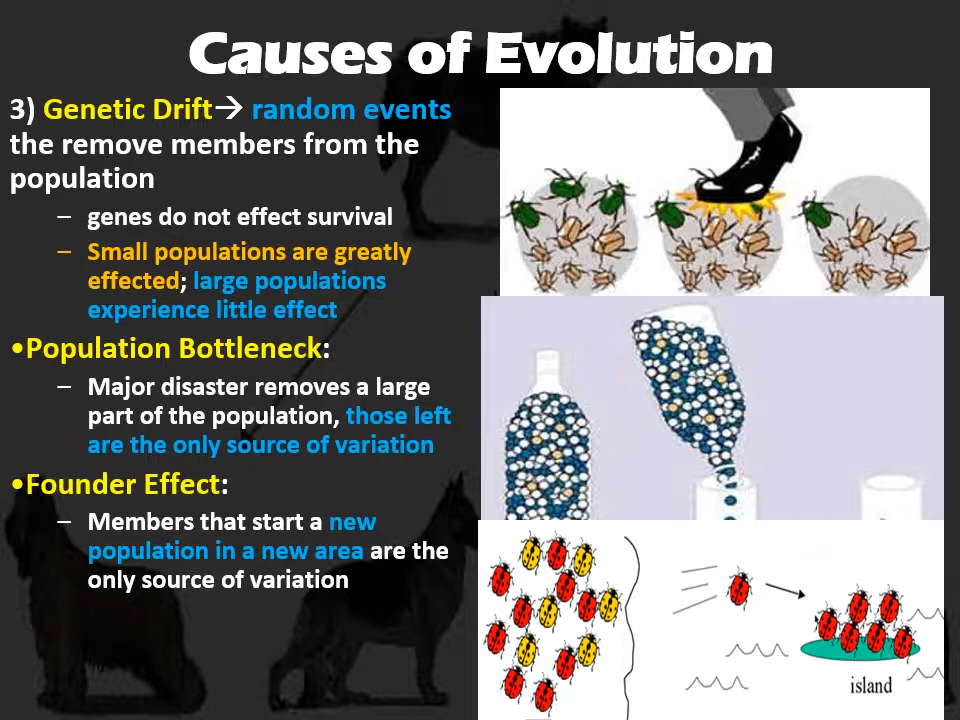 Causes of Evolution
3) Genetic Drift→ random events
the remove members from the
population
– genes do not effect survival
– Small populations are greatly
effected; large populations
experience little effect
•Population Bottleneck:
– Major disaster removes a large
part of the population, those left
are the only source of variation
•Founder Effect:
– Members that start a new
population in a new area are the
only source of variation
island